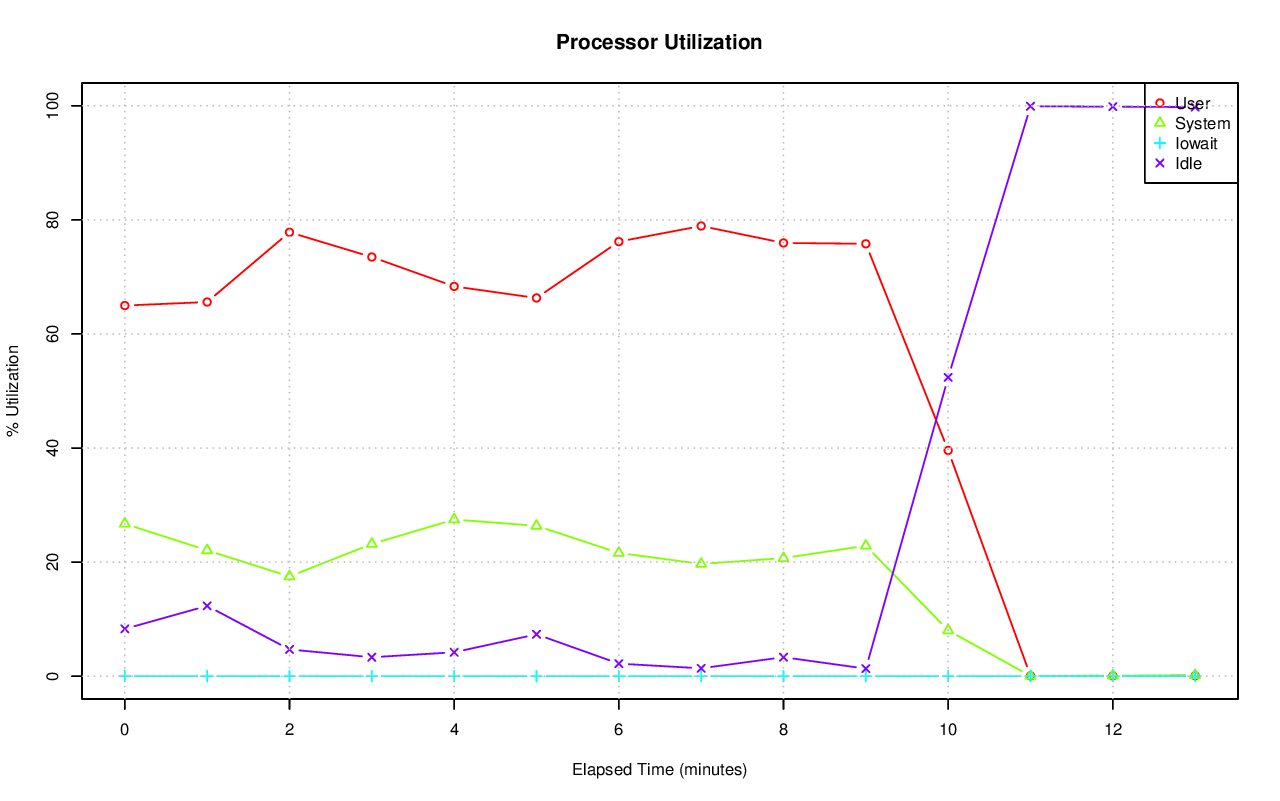 Processor Utilization
User
System
Iowait
Idle
% Utilization
100
80
60
40
20
0
0 2 4 6 8 10 12
Elapsed Time (minutes)